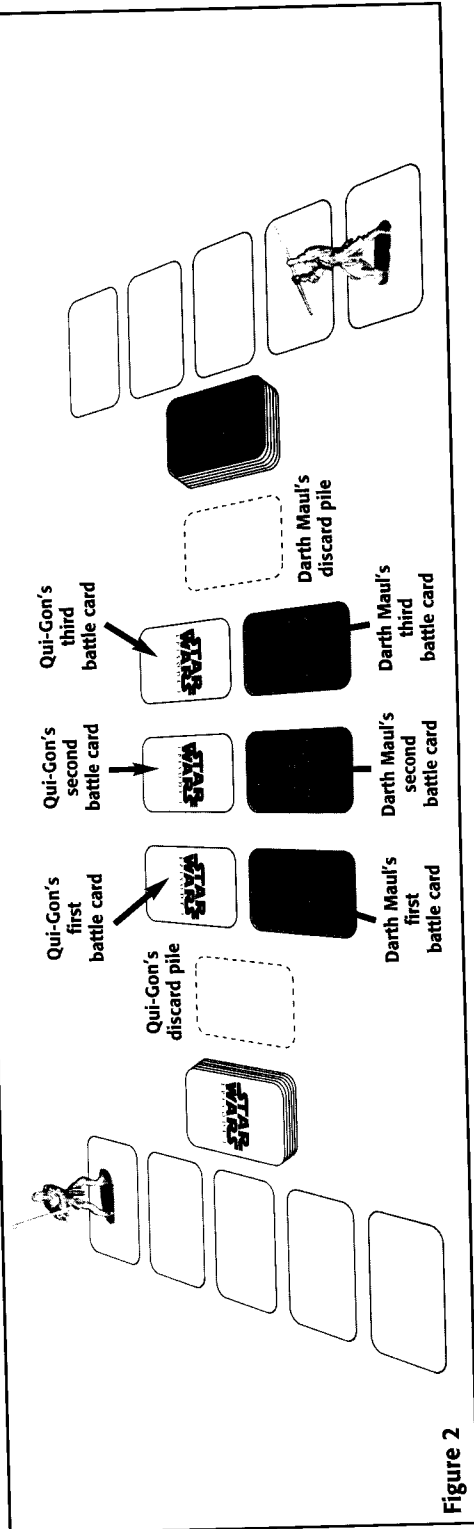 Qui-Gon's
first
battle card
Qui-Gon's
second
battle card
Qui-Gon's
third
battle card
Qui-Gon's
discard pile
STAR
WARS
STAR
WARS
STAR
WARS
STAR
WARS
Darth Maul's
discard pile
Darth Maul's
first
battle card
Darth Maul's
second
battle card
Darth Maul's
third
battle card
Figure 2